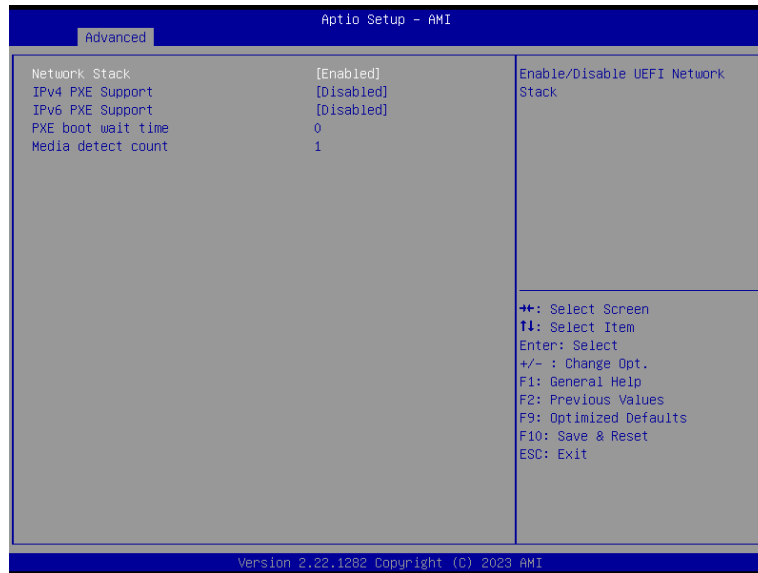 Aptio Setup – AMI
Advanced
Network Stack [Enabled]
IPv4 PXE Support [Disabled]
IPv6 PXE Support [Disabled]
PXE boot wait time 0
Media detect count 1
Enable/Disable UEFI Network
Stack
→←: Select Screen
↑↓: Select Item
Enter: Select
+/- : Change Opt.
F1: General Help
F2: Previous Values
F9: Optimized Defaults
F10: Save & Reset
ESC: Exit
Version 2.22.1282 Copyright (C) 2023 AMI